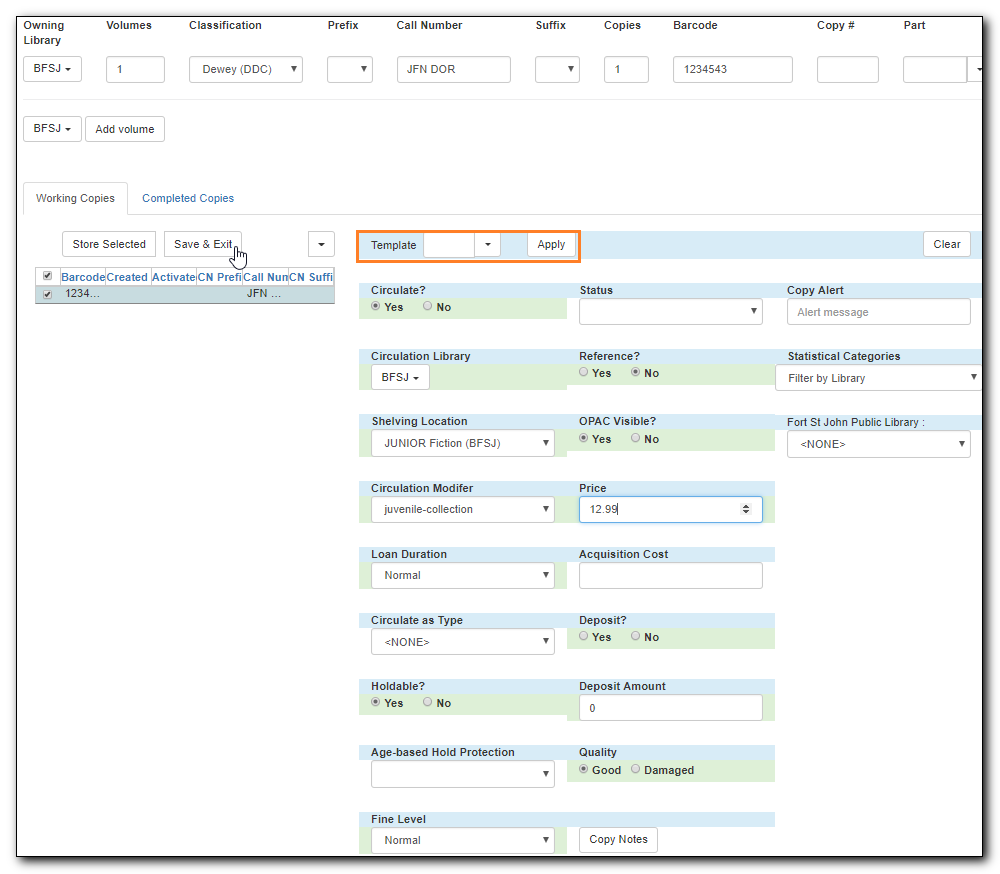 Owning Library Volumes Classification Prefix Call Number Suffix Copies Barcode Copy # Part
BFSJ 1 Dewey (DDC) JFN DOR 1 1234543
BFSJ Add volume
Working Copies Completed Copies
Store Selected Save & Exit Template Apply Clear
Barcode Created Activate CN Prefi Call Num CN Suffi
1234... JFN ...
Circulate? Status Copy Alert
Yes No Alert message
Circulation Library Reference? Statistical Categories
BFSJ Yes No Filter by Library
Shelving Location OPAC Visible? Fort St John Public Library :
JUNIOR Fiction (BFSJ) Yes No <NONE>
Circulation Modifer Price
juvenile-collection 12.99
Loan Duration Acquisition Cost
Normal
Circulate as Type Deposit?
<NONE> Yes No
Holdable? Deposit Amount
Yes No 0
Age-based Hold Protection Quality
Good Damaged
Fine Level
Normal Copy Notes